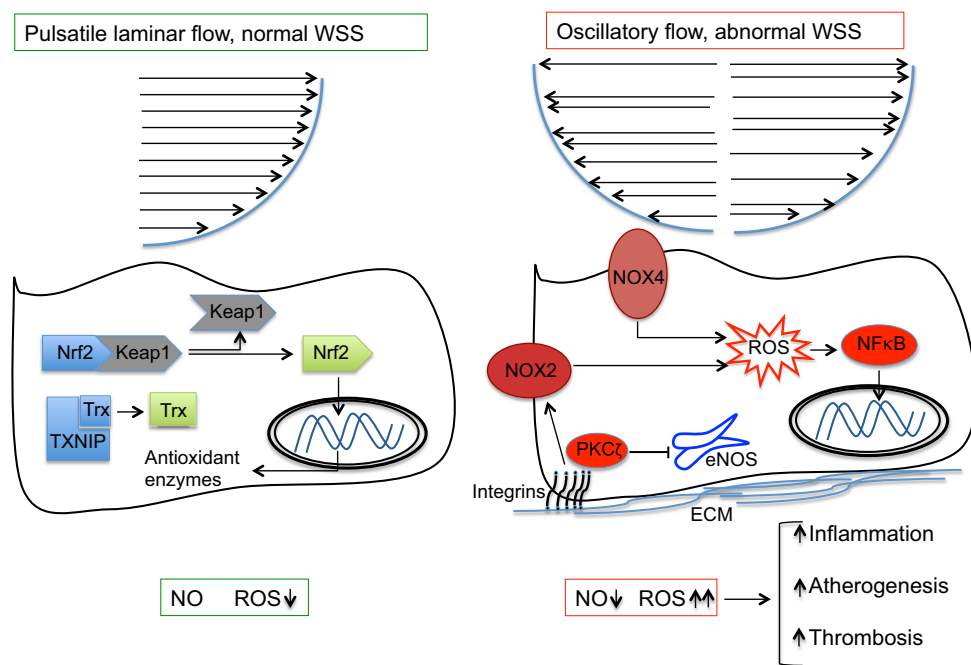 Pulsatile laminar flow, normal WSS
Keap1
Nrf2 Keap1
Nrf2
Trx
Trx
TXNIP
Antioxidant
enzymes
NO ROS
Oscillatory flow, abnormal WSS
NOX4
ROS
NFκB
NOX2
PKCζ
eNOS
Integrins
ECM
NO ROS
Inflammation
Atherogenesis
Thrombosis